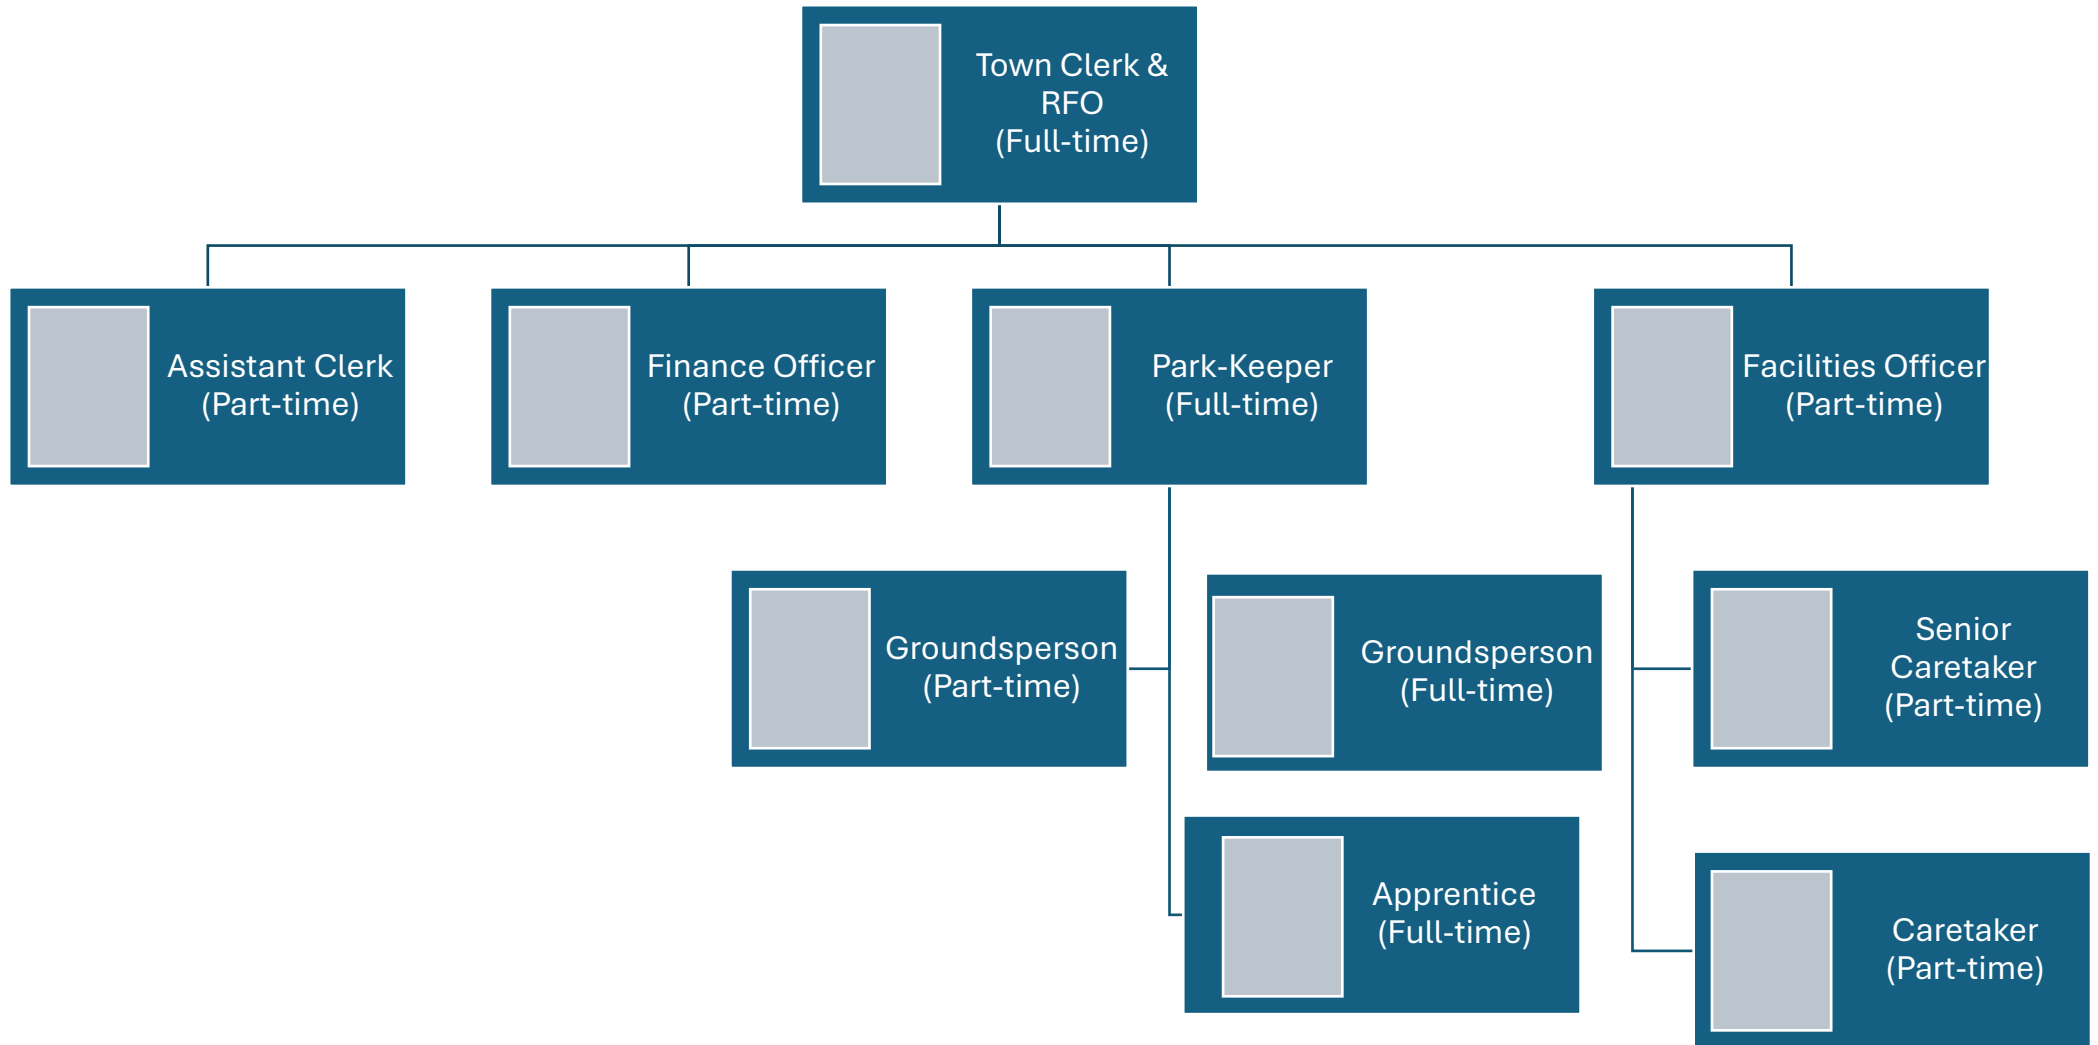 Town Clerk &
RFO
(Full-time)
Assistant Clerk
(Part-time)
Finance Officer
(Part-time)
Park-Keeper
(Full-time)
Facilities Officer
(Part-time)
Groundsperson
(Part-time)
Groundsperson
(Full-time)
Senior
Caretaker
(Part-time)
Apprentice
(Full-time)
Caretaker
(Part-time)